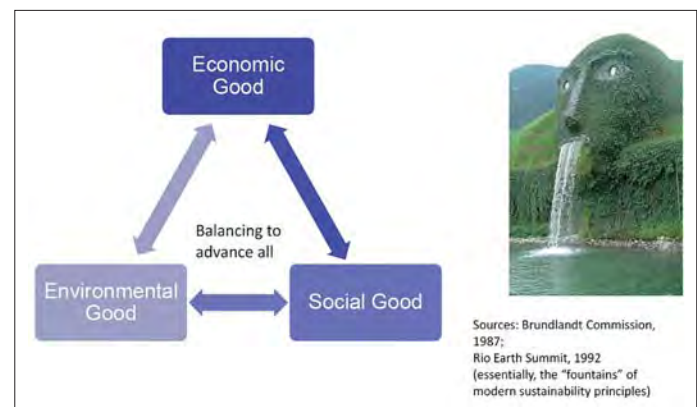 Economic
Good
Balancing to
advance all
Environmental
Good
Social Good
Sources: Brundlandt Commission,
1987;
Rio Earth Summit, 1992
(essentially, the “fountains” of
modern sustainability principles)